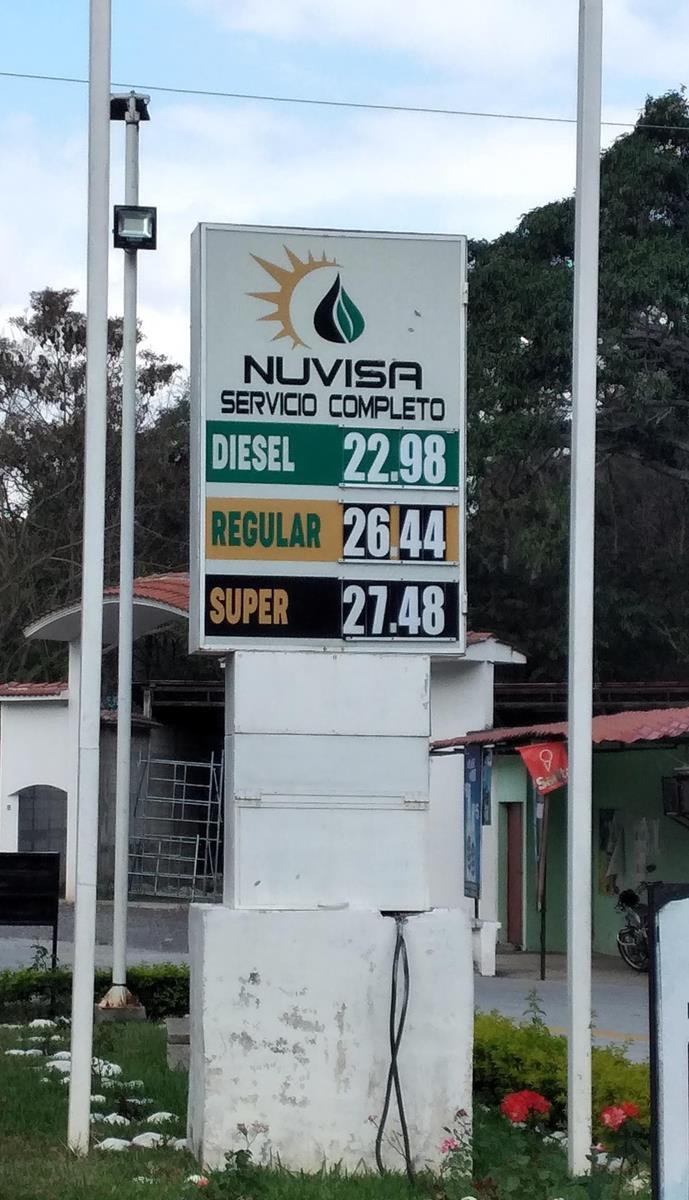 NUVISA
SERVICIO COMPLETO
DIESEL 22.98
REGULAR 26.44
SUPER 27.48